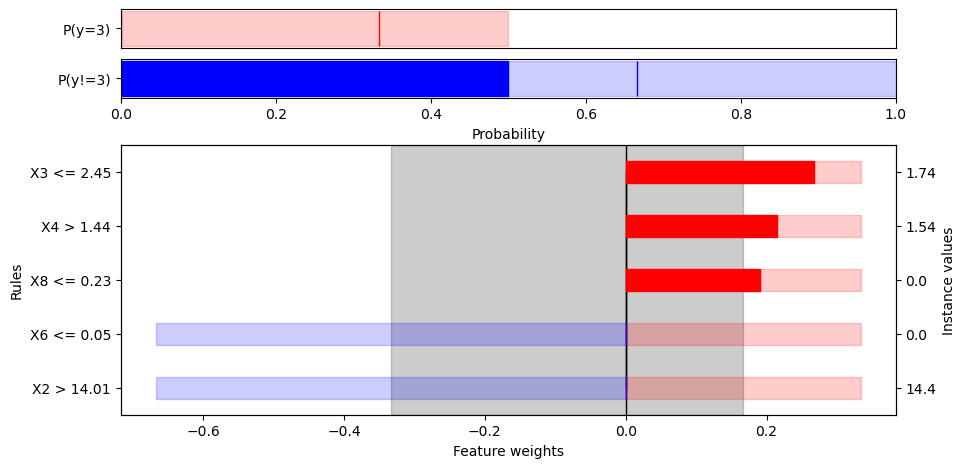 P(y=3)
P(y!=3)
0.0 0.2 0.4 0.6 0.8 1.0
Probability
X3 <= 2.45 1.74
X4 > 1.44 1.54
X8 <= 0.23 0.0
X6 <= 0.05 0.0
X2 > 14.01 14.4
Rules
Instance values
−0.6 −0.4 −0.2 0.0 0.2
Feature weights